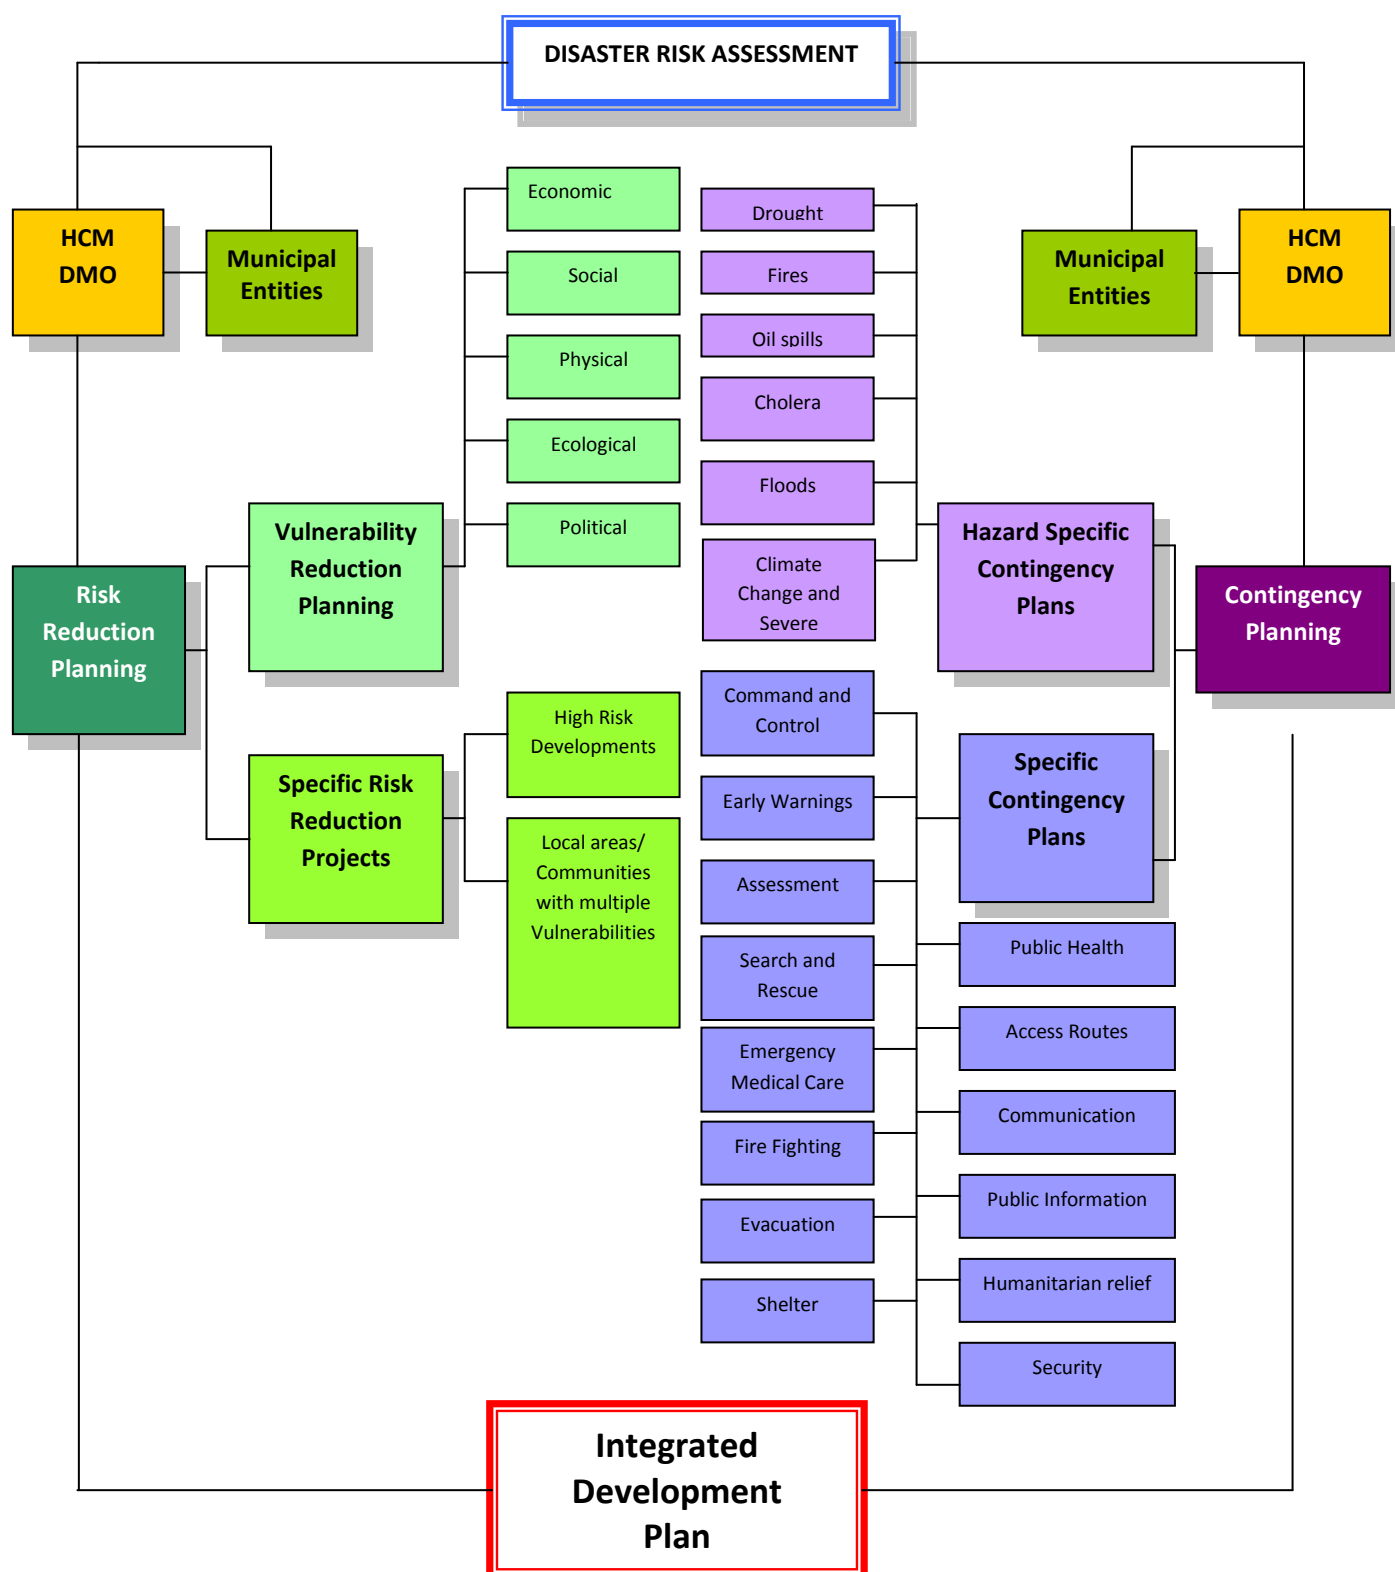 DISASTER RISK ASSESSMENT
HCM
DMO
Municipal
Entities
Economic
Social
Physical
Ecological
Political
Drought
Fires
Oil spills
Cholera
Floods
Climate
Change and
Severe
Municipal
Entities
HCM
DMO
Risk
Reduction
Planning
Vulnerability
Reduction
Planning
Hazard Specific
Contingency
Plans
Contingency
Planning
Specific Risk
Reduction
Projects
High Risk
Developments
Local areas/
Communities
with multiple
Vulnerabilities
Command and
Control
Early Warnings
Assessment
Search and
Rescue
Emergency
Medical Care
Fire Fighting
Evacuation
Shelter
Specific
Contingency
Plans
Public Health
Access Routes
Communication
Public Information
Humanitarian relief
Security
Integrated
Development
Plan